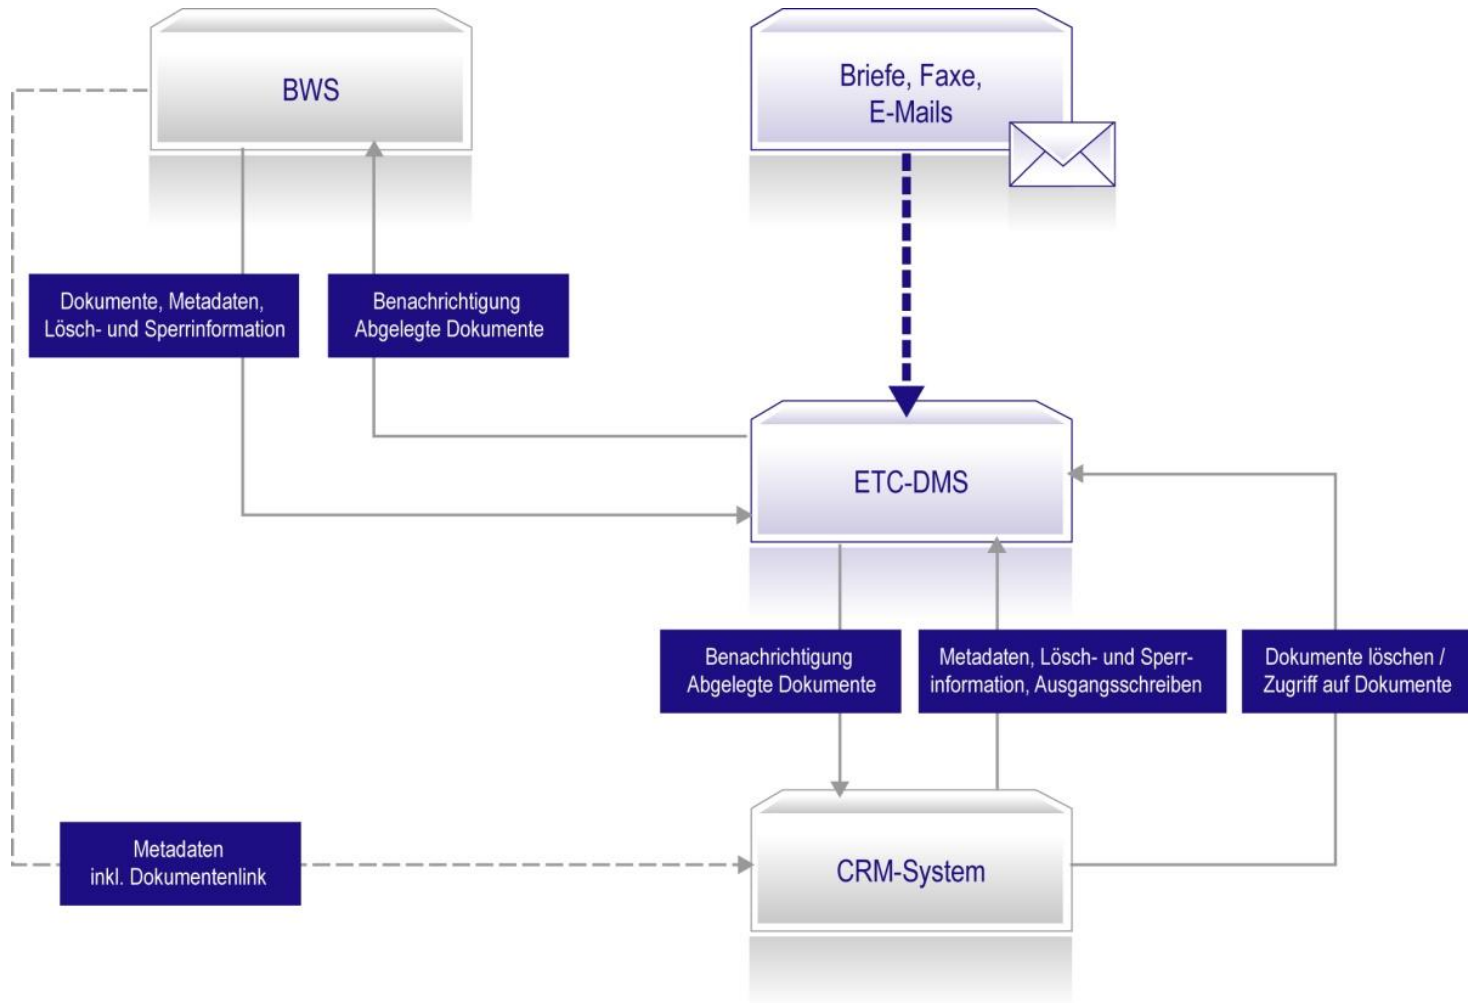 BWS
Briefe, Faxe,
E-Mails
Dokumente, Metadaten,
Lösch- und Sperrinformation
Benachrichtigung
Abgelegte Dokumente
ETC-DMS
Benachrichtigung
Abgelegte Dokumente
Metadaten, Lösch- und Sperr-
information, Ausgangsschreiben
Dokumente löschen /
Zugriff auf Dokumente
Metadaten
inkl. Dokumentenlink
CRM-System